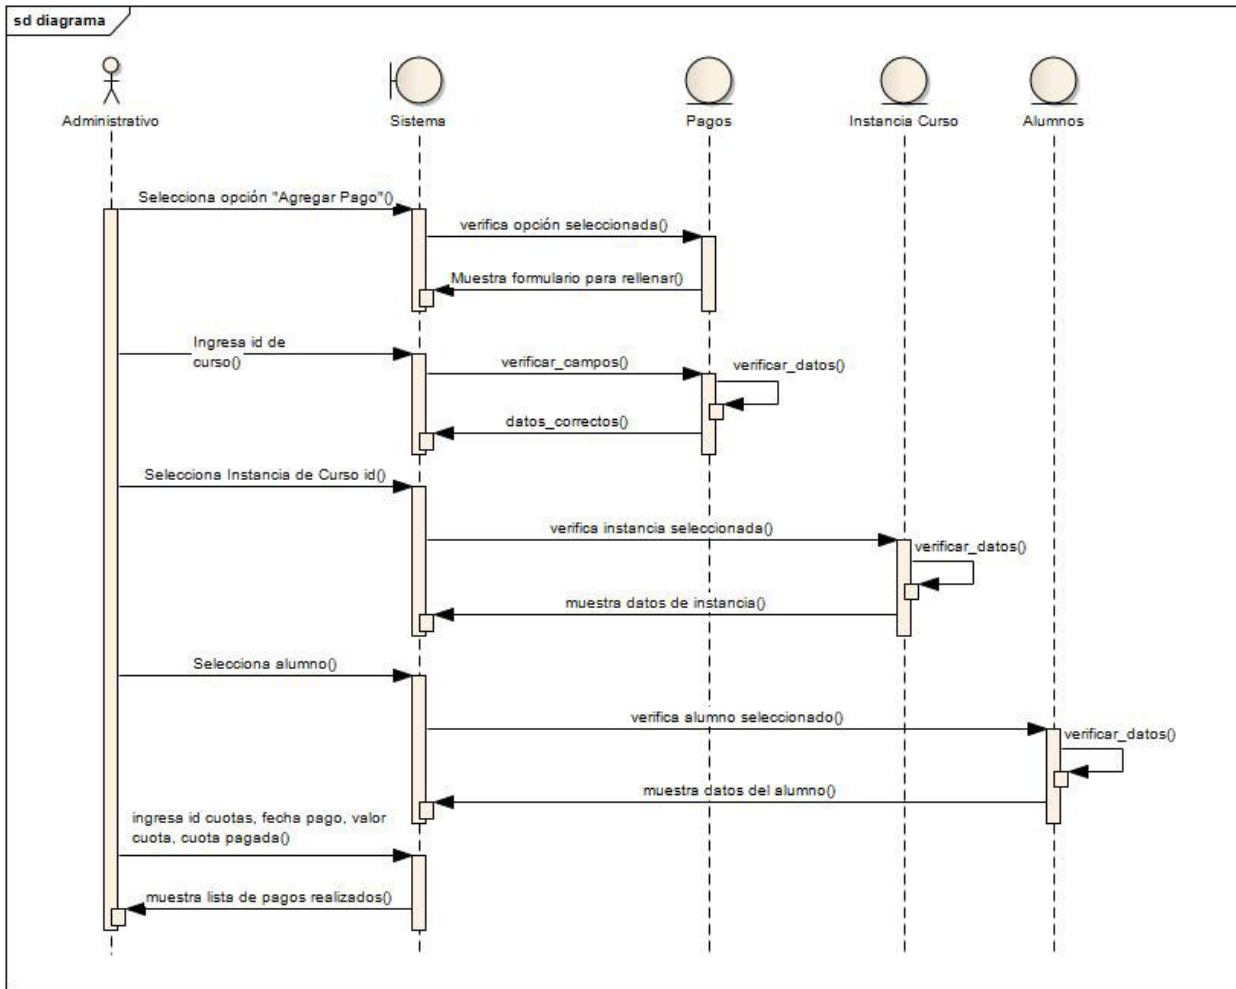 sd diagrama
Administrativo
Sistema
Pagos
Instancia Curso
Alumnos
Selecciona opción "Agregar Pago"()
verifica opción seleccionada()
Muestra formulario para rellenar()
Ingresa id de
curso()
verificar_campos()
verificar_datos()
datos_correctos()
Selecciona Instancia de Curso id()
verifica instancia seleccionada()
verificar_datos()
muestra datos de instancia()
Selecciona alumno()
verifica alumno seleccionado()
verificar_datos()
muestra datos del alumno()
ingresa id cuotas, fecha pago, valor
cuota, cuota pagada()
muestra lista de pagos realizados()